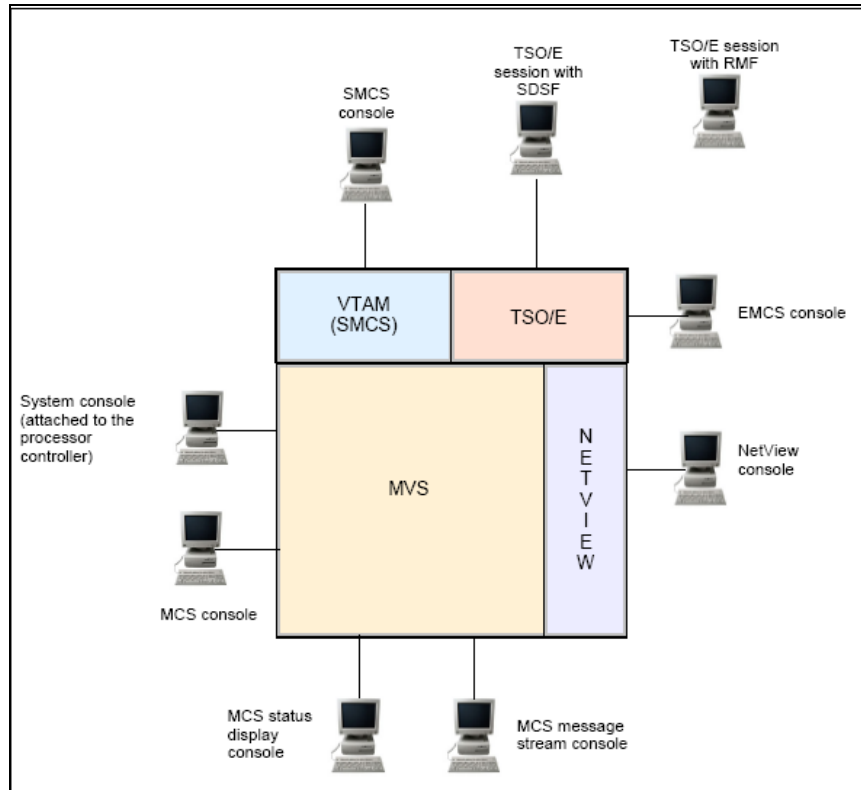 TSO/E
session with
SDSF
TSO/E session
with RMF
SMCS
console
VTAM
(SMCS)
TSO/E
EMCS console
System console
(attached to the
processor
controller)
MVS
N
E
T
V
I
E
W
NetView
console
MCS console
MCS status
display
console
MCS message
stream console